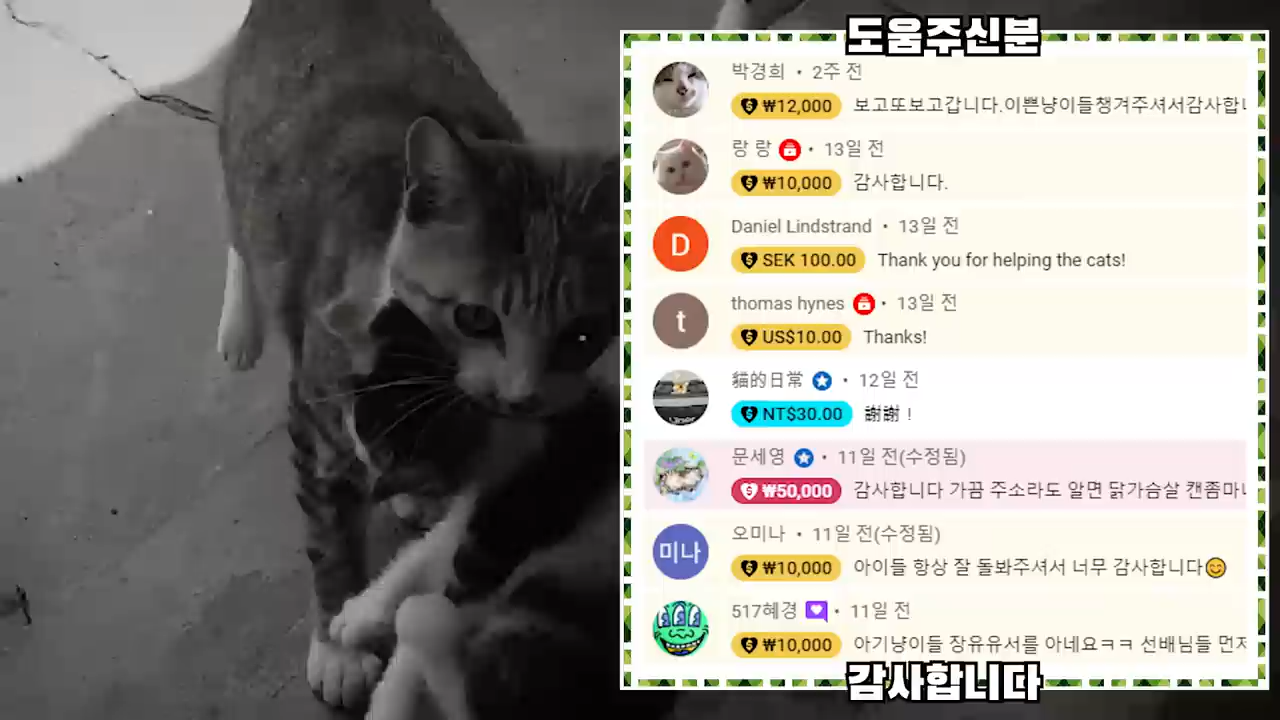 도움주신분
박경희 • 2주 전
₩12,000 보고또보고갑니다.이쁜냥이들챙겨주셔서감사합
랑 랑 • 13일 전
₩10,000 감사합니다.
D
Daniel Lindstrand • 13일 전
SEK 100.00 Thank you for helping the cats!
t
thomas hynes • 13일 전
US$10.00 Thanks!
貓的日常 • 12일 전
NT$30.00 謝謝！
문세영 • 11일 전(수정됨)
₩50,000 감사합니다 가끔 주소라도 알면 닭가슴살 캔좀마
미나
오미나 • 11일 전(수정됨)
₩10,000 아이들 항상 잘 돌봐주셔서 너무 감사합니다😊
517혜경 • 11일 전
₩10,000 아기냥이들 장유유서를 아네요ㅋㅋ 선배님들 먼저
감사합니다